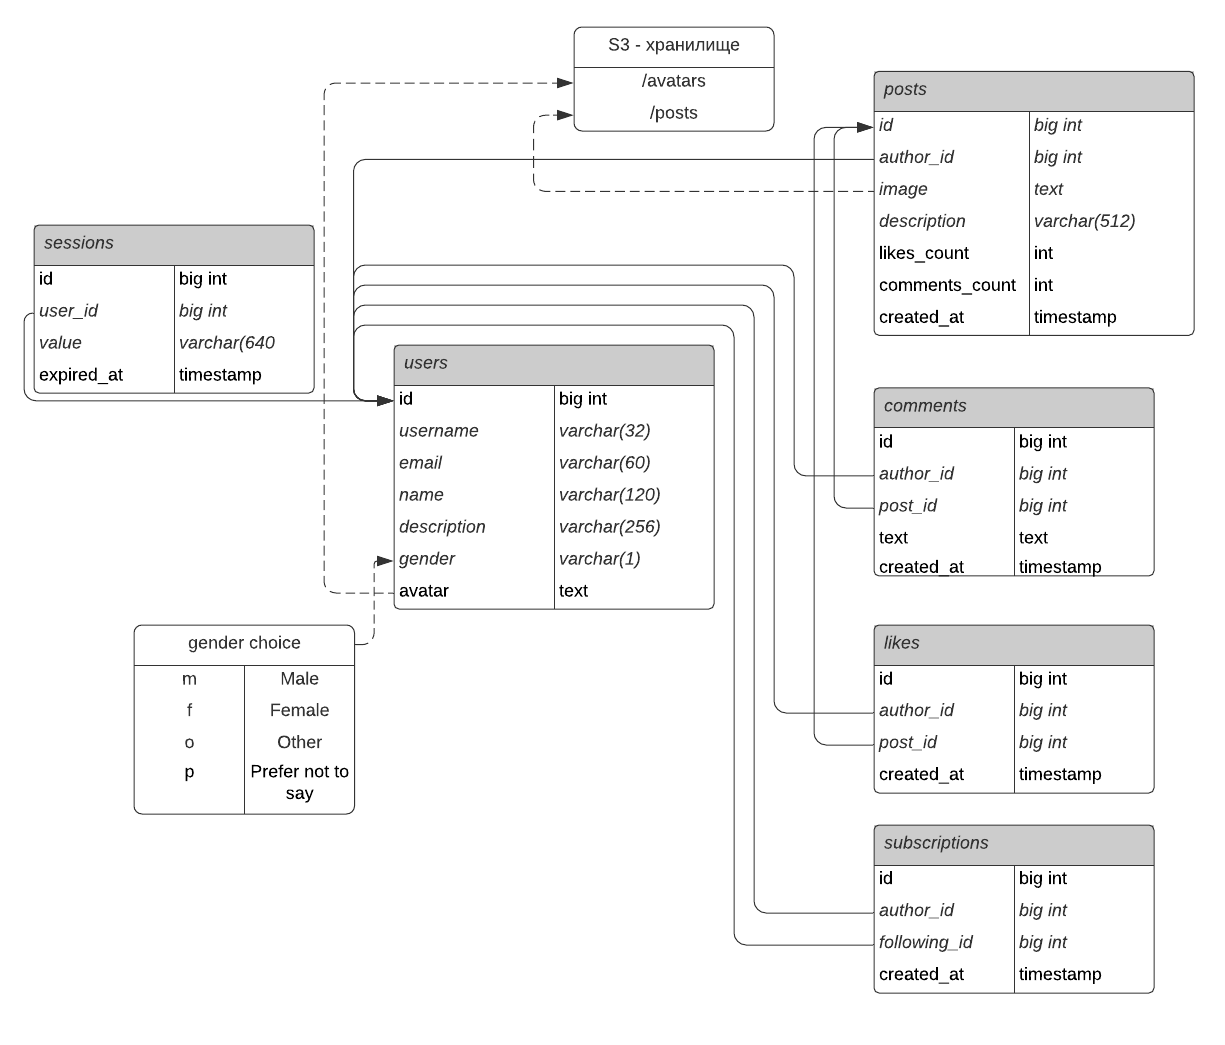 S3 - хранилище
/avatars
/posts
posts
id big int
author_id big int
image text
description varchar(512)
likes_count int
comments_count int
created_at timestamp
sessions
id big int
user_id big int
value varchar(640
expired_at timestamp
users
id big int
username varchar(32)
email varchar(60)
name varchar(120)
description varchar(256)
gender varchar(1)
avatar text
comments
id big int
author_id big int
post_id big int
text text
created_at timestamp
gender choice
m Male
f Female
o Other
p Prefer not to
say
likes
id big int
author_id big int
post_id big int
created_at timestamp
subscriptions
id big int
author_id big int
following_id big int
created_at timestamp